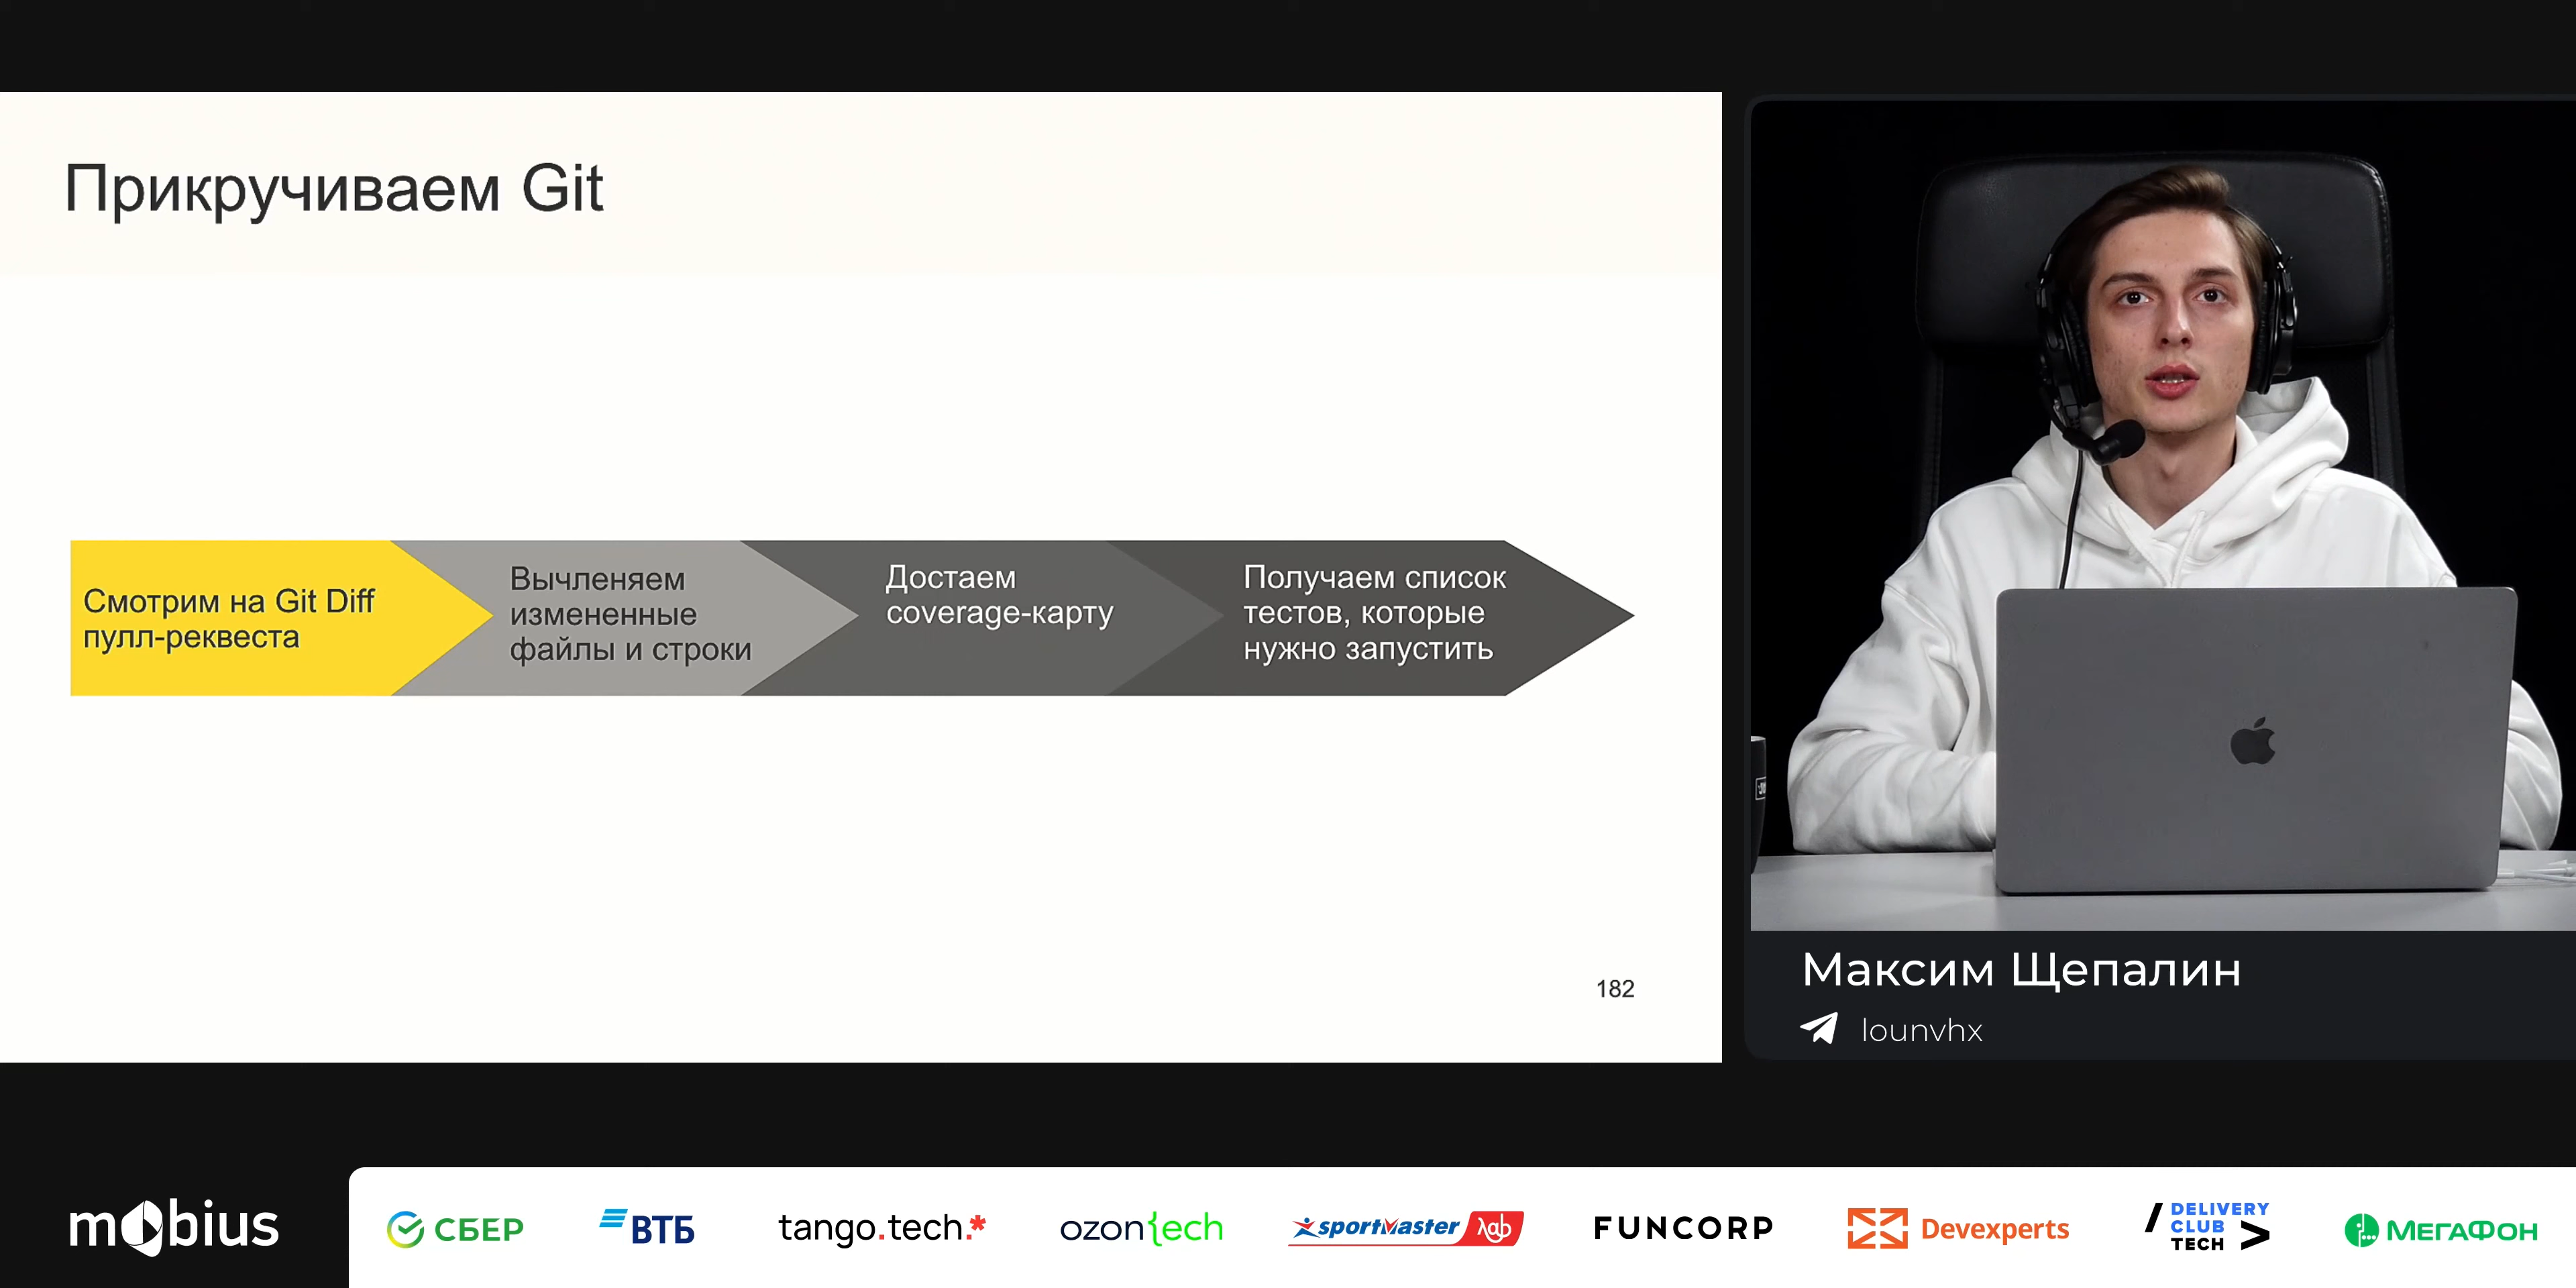 Прикручиваем Git
Смотрим на Git Diff
пулл-реквеста
Вычленяем
измененные
файлы и строки
Достаем
coverage-карту
Получаем список
тестов, которые
нужно запустить
182
Максим Щепалин
lounvhx
mobius
СБЕР
ВТБ
tango.tech.*
ozon{ech
sportmaster lab
FUNCORP
Devexperts
/ DELIVERY
CLUB
TECH >
МЕГАФОН